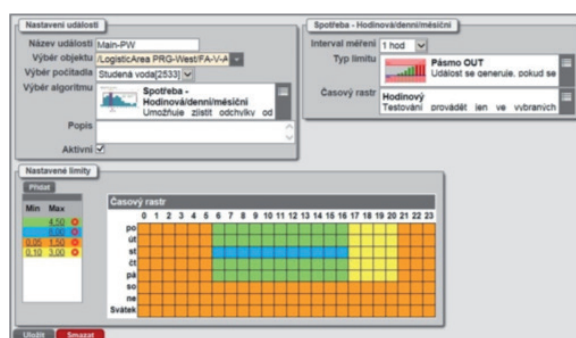 Nastavení události
Název události Main-PW
Výběr objektu /LogisticArea PRG-West/FA-V-A
Výběr počítadla Studená voda[2533]
Výběr algoritmu
Spotřeba -
Hodinová/denní/měsíční
Umožňuje zjistit odchylky od
Popis
Aktivní
Spotřeba - Hodinová/denní/měsíční
Interval měření 1 hod
Typ limitu
Pásmo OUT
Událost se generuje, pokud se
Časový rastr
Hodinový
Testování provádět jen ve vybraných
Nastavené limity
Přidat
Min Max
4,50
8,00
0,05 1,50
0,10 3,00
Časový rastr
0 1 2 3 4 5 6 7 8 9 10 11 12 13 14 15 16 17 18 19 20 21 22 23
po
út
st
čt
pá
so
ne
Svátek
Uložit Smazat